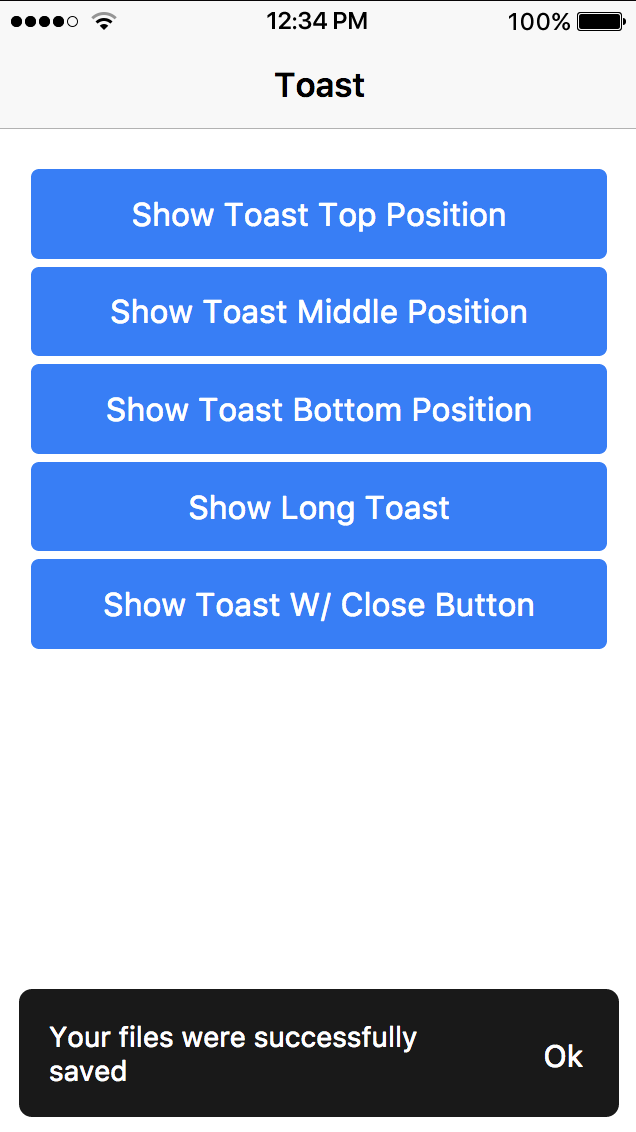 12:34 PM 100%
Toast
Show Toast Top Position
Show Toast Middle Position
Show Toast Bottom Position
Show Long Toast
Show Toast W/ Close Button
Your files were successfully
saved
Ok